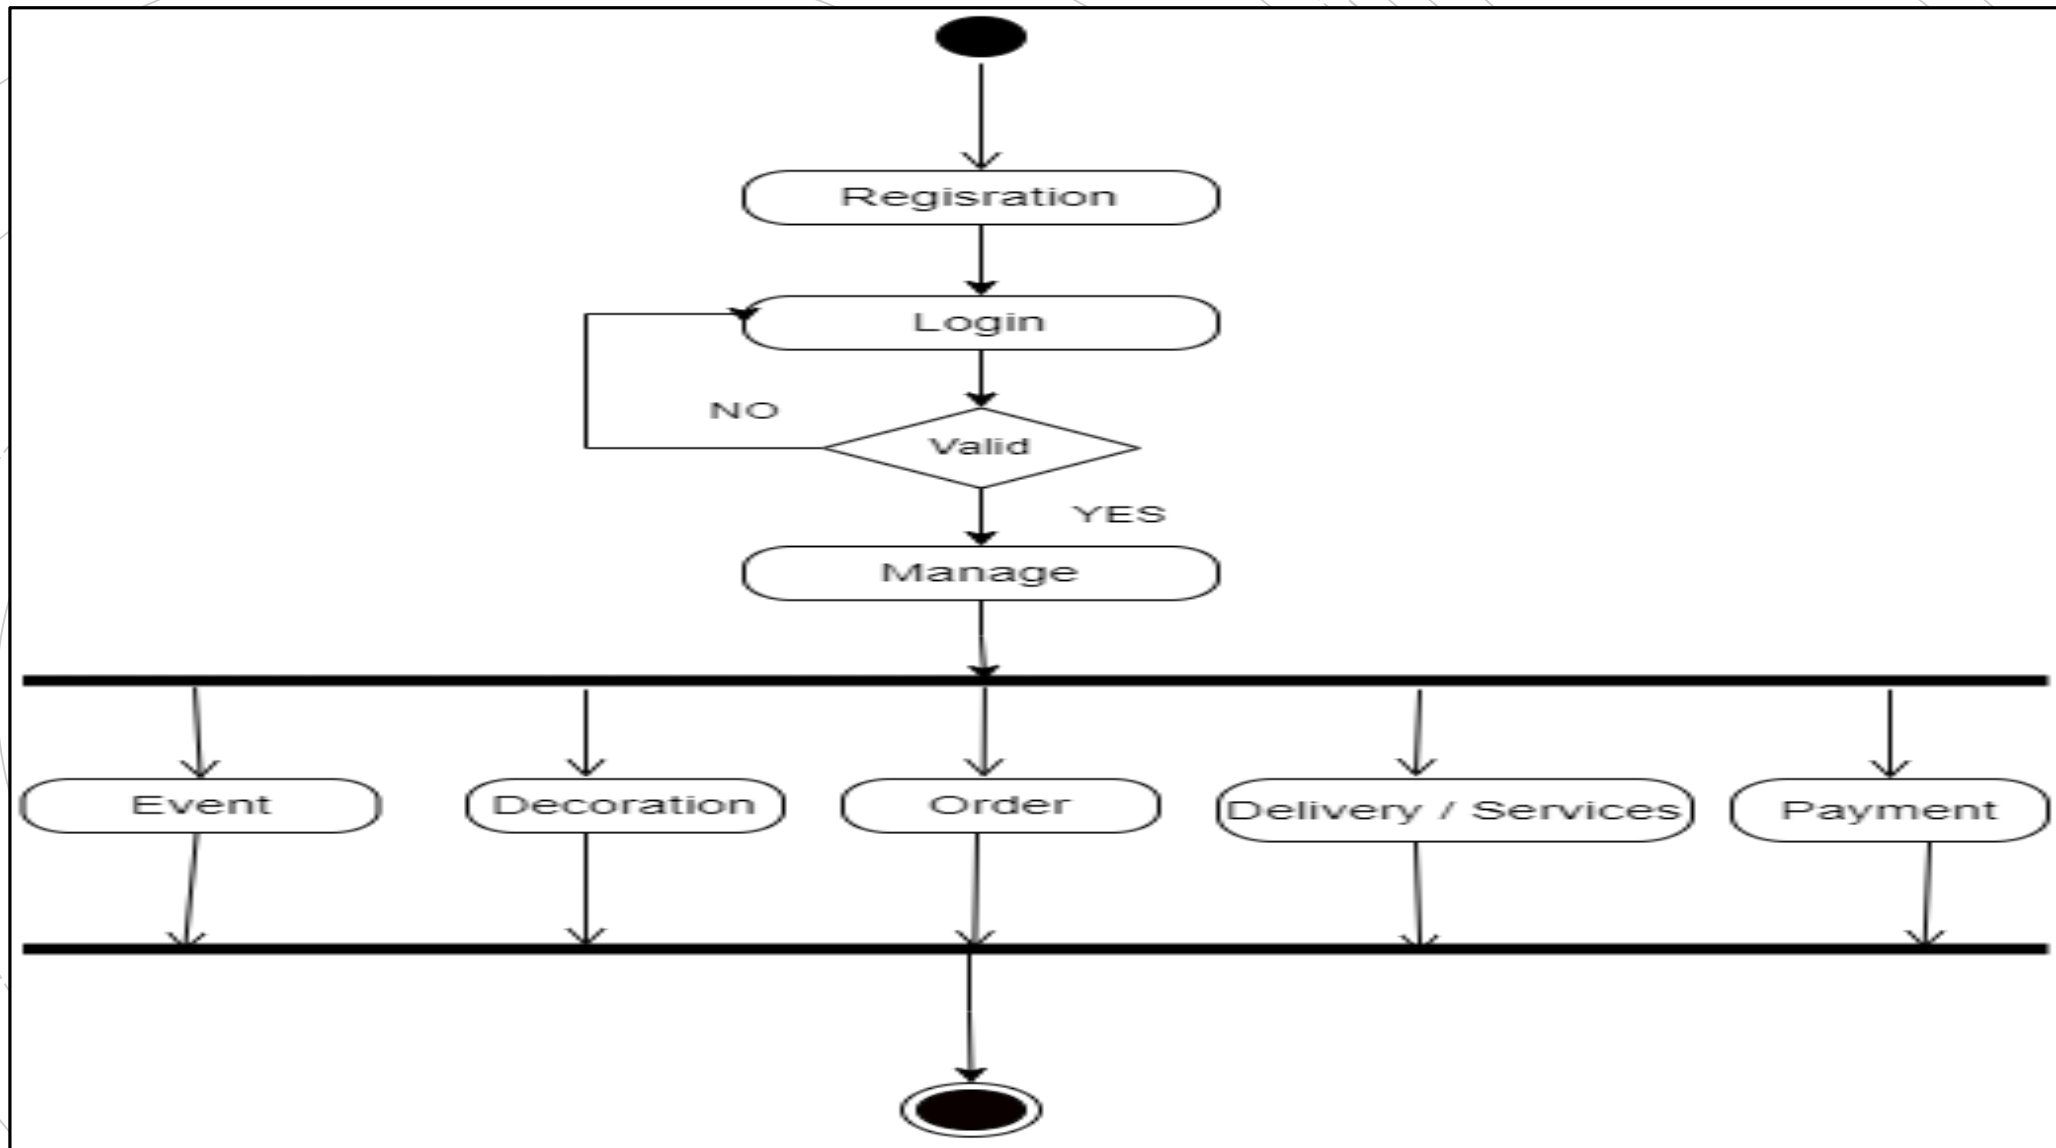 Regisration
Login
NO
Valid
YES
Manage
Event
Decoration
Order
Delivery / Services
Payment